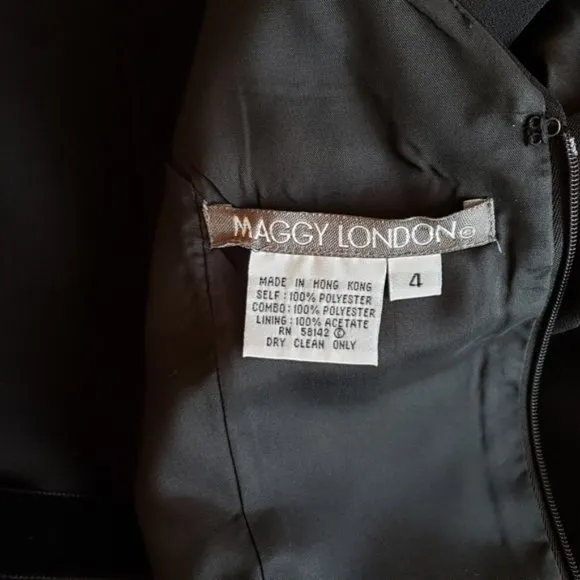 MAGGY LONDON©
4
MADE IN HONG KONG
SELF:100% POLYESTER
COMBO:100% POLYESTER
LINING:100% ACETATE
RN 58142 ©
DRY CLEAN ONLY